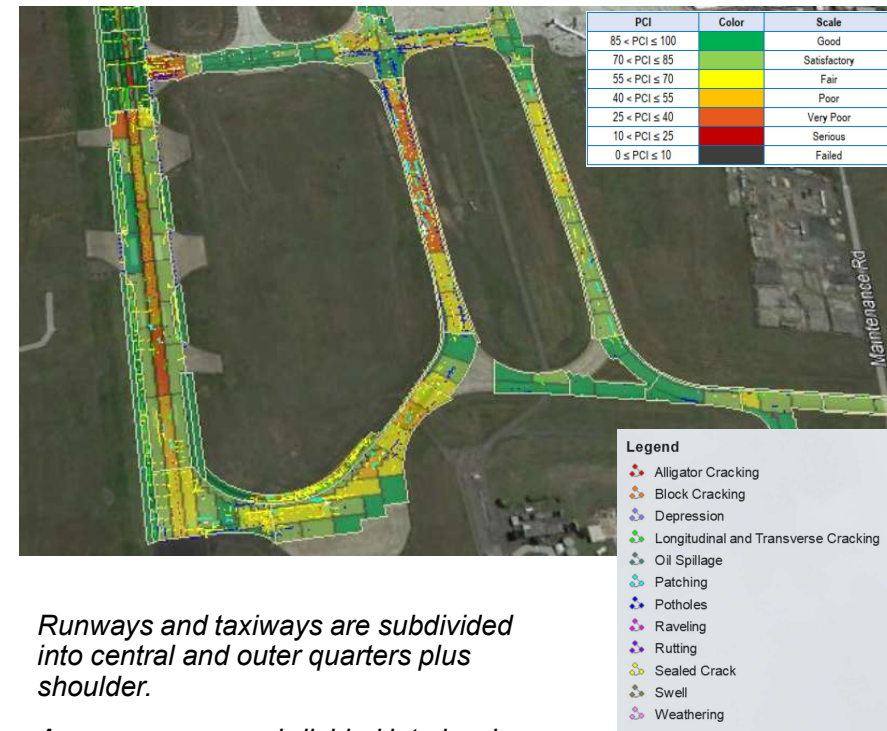 PCI Color Scale
85 < PCI ≤ 100 Good
70 < PCI ≤ 85 Satisfactory
55 < PCI ≤ 70 Fair
40 < PCI ≤ 55 Poor
25 < PCI ≤ 40 Very Poor
10 < PCI ≤ 25 Serious
0 ≤ PCI ≤ 10 Failed
Maintenance Rd
Legend
Alligator Cracking
Block Cracking
Depression
Longitudinal and Transverse Cracking
Oil Spillage
Patching
Potholes
Raveling
Rutting
Sealed Crack
Swell
Weathering
Runways and taxiways are subdivided
into central and outer quarters plus
shoulder.